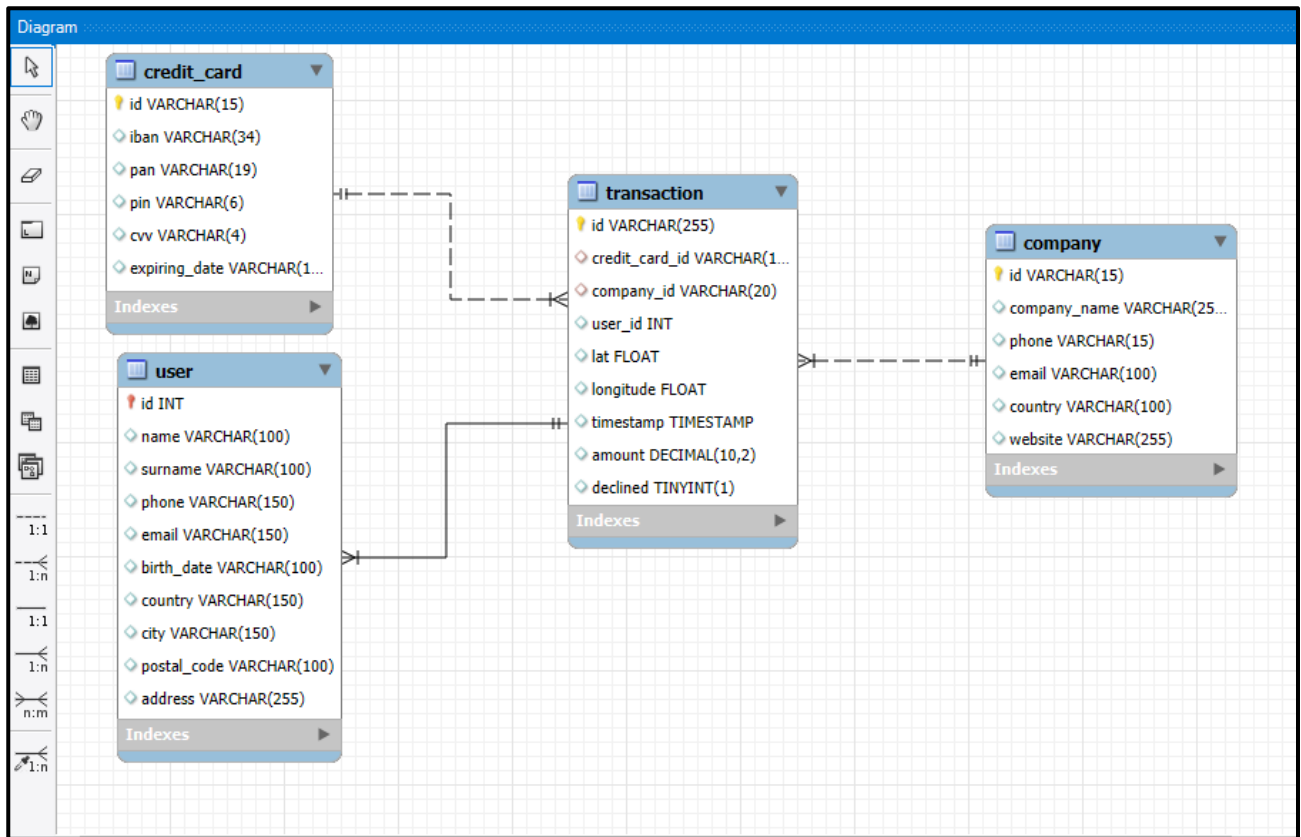 Diagram
credit_card
id VARCHAR(15)
iban VARCHAR(34)
pan VARCHAR(19)
pin VARCHAR(6)
cvv VARCHAR(4)
expiring_date VARCHAR(1...
Indexes
user
id INT
name VARCHAR(100)
surname VARCHAR(100)
phone VARCHAR(150)
email VARCHAR(150)
birth_date VARCHAR(100)
country VARCHAR(150)
city VARCHAR(150)
postal_code VARCHAR(100)
address VARCHAR(255)
Indexes
transaction
id VARCHAR(255)
credit_card_id VARCHAR(1...
company_id VARCHAR(20)
user_id INT
lat FLOAT
longitude FLOAT
timestamp TIMESTAMP
amount DECIMAL(10,2)
declined TINYINT(1)
Indexes
company
id VARCHAR(15)
company_name VARCHAR(25...
phone VARCHAR(15)
email VARCHAR(100)
country VARCHAR(100)
website VARCHAR(255)
Indexes
1:1
1:n
1:1
1:n
n:m
1:n